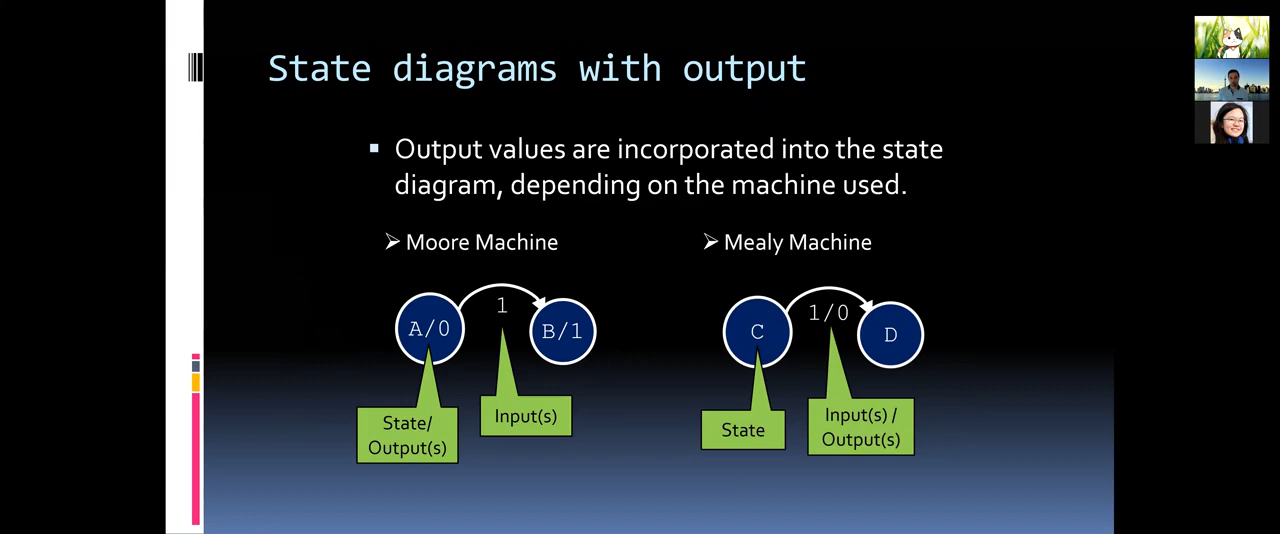 State diagrams with output
▪ Output values are incorporated into the state
diagram, depending on the machine used.
➢ Moore Machine
A/0
1
B/1
State/
Output(s)
Input(s)
➢ Mealy Machine
C
1/0
D
State
Input(s) /
Output(s)